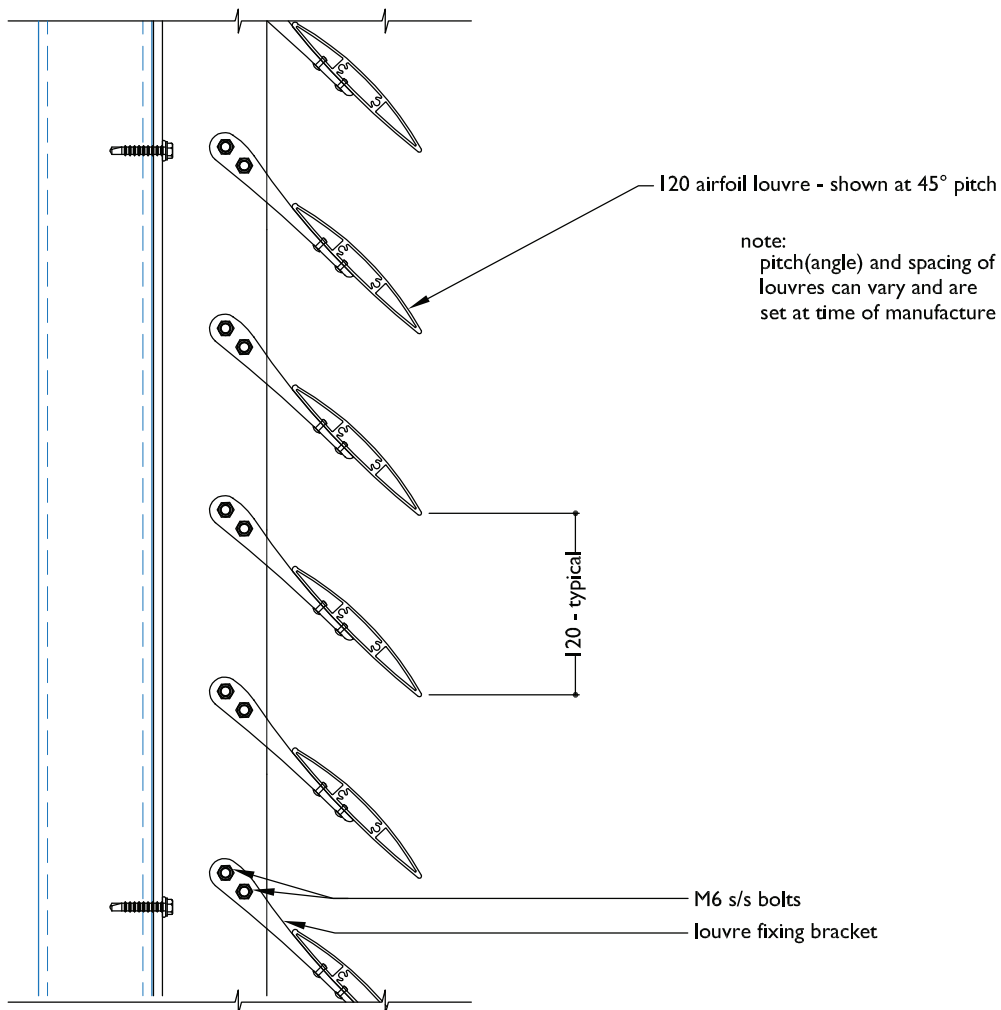 120 airfoil louvre - shown at 45° pitch
note:
pitch(angle) and spacing of
louvres can vary and are
set at time of manufacture
120 - typical
M6 s/s bolts
louvre fixing bracket